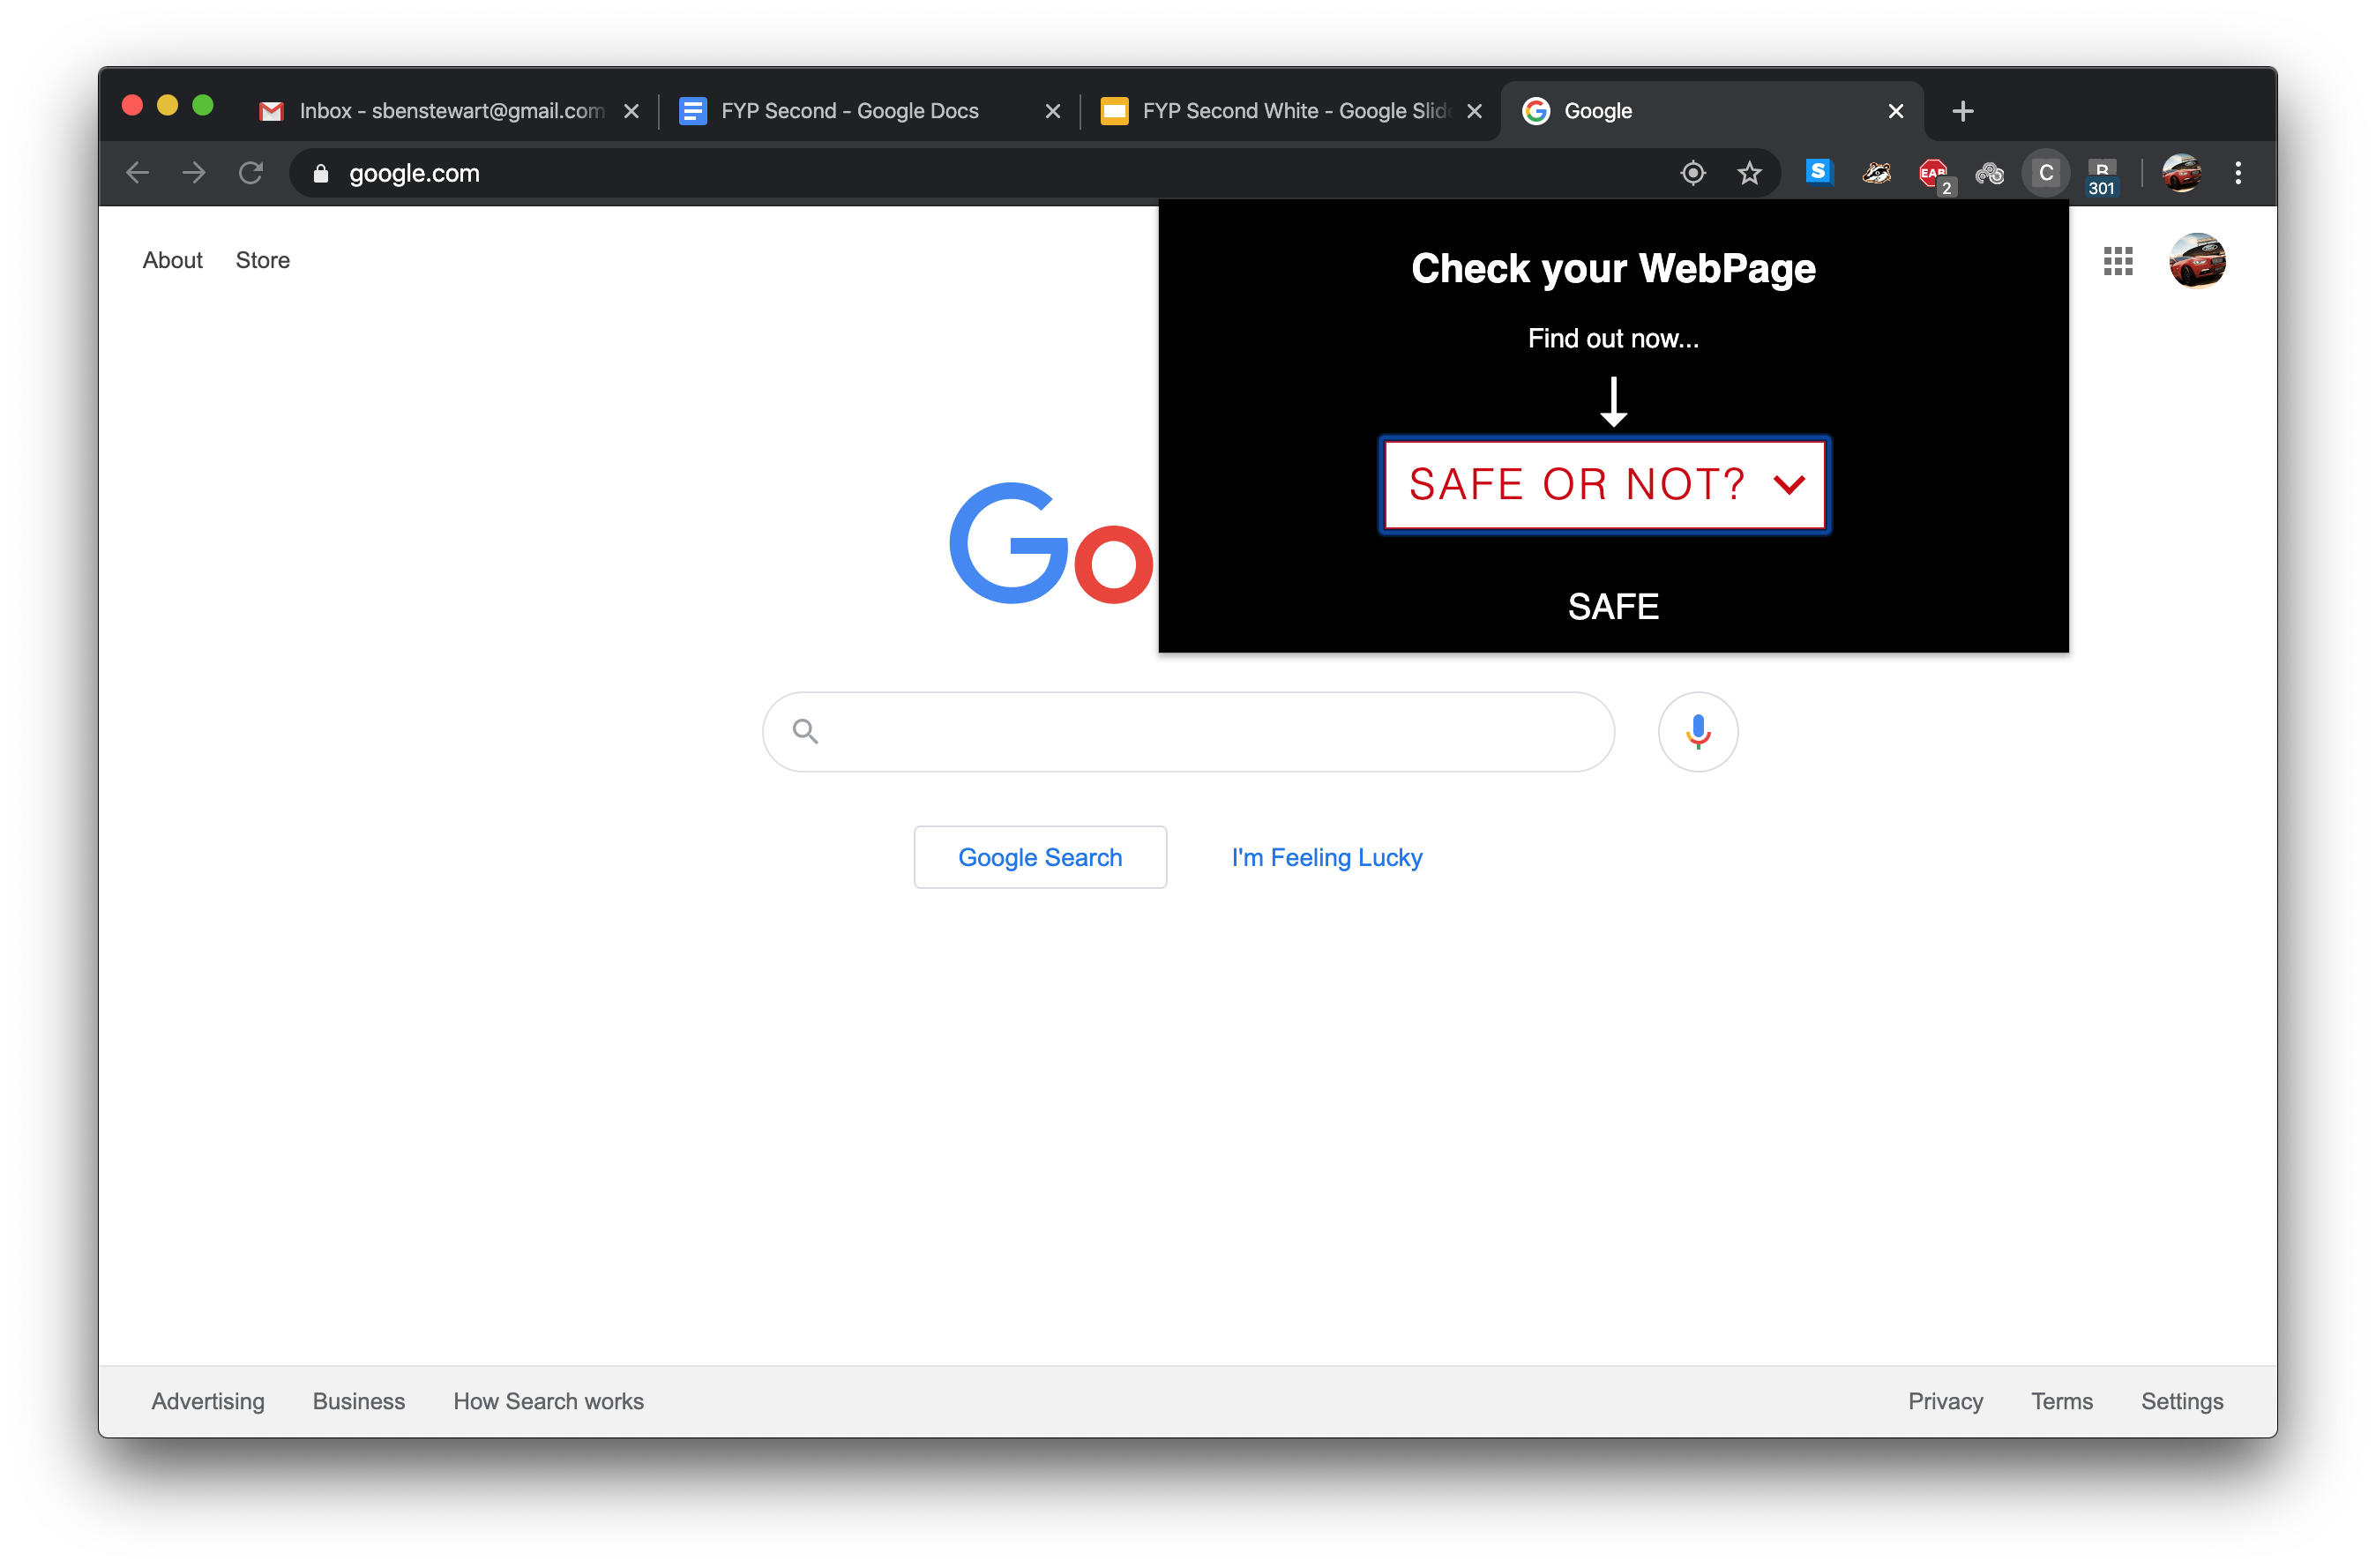 Inbox - sbenstewart@gmail.com
FYP Second - Google Docs
FYP Second White - Google Slid
Google
google.com
S
EAB
2
C
B
301
About
Store
Check your WebPage
Find out now...
SAFE OR NOT?
SAFE
Go
Google Search
I'm Feeling Lucky
Advertising
Business
How Search works
Privacy
Terms
Settings